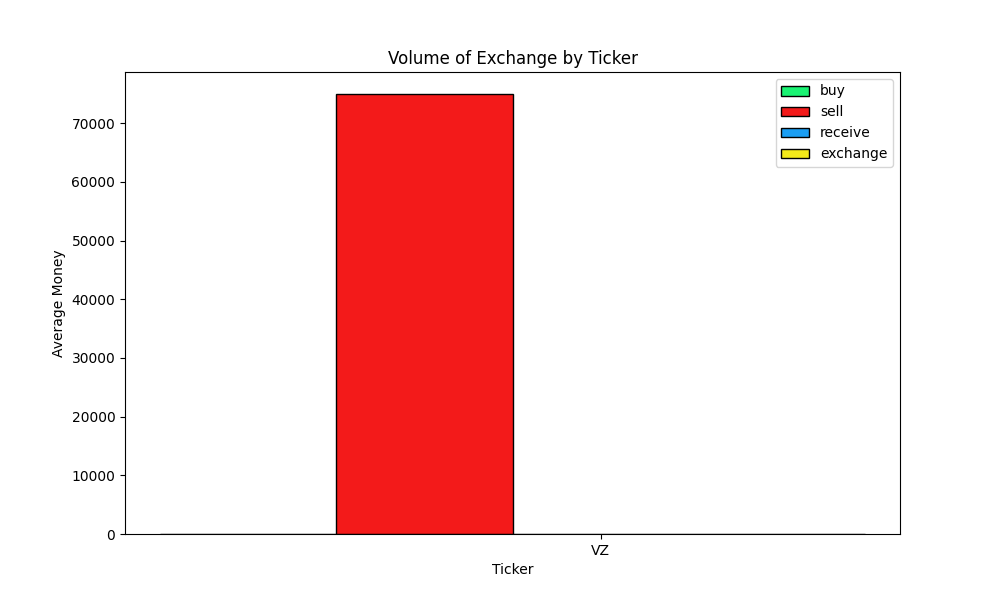 Volume of Exchange by Ticker
buy
sell
receive
exchange
70000
60000
50000
40000
30000
20000
10000
0
Average Money
VZ
Ticker